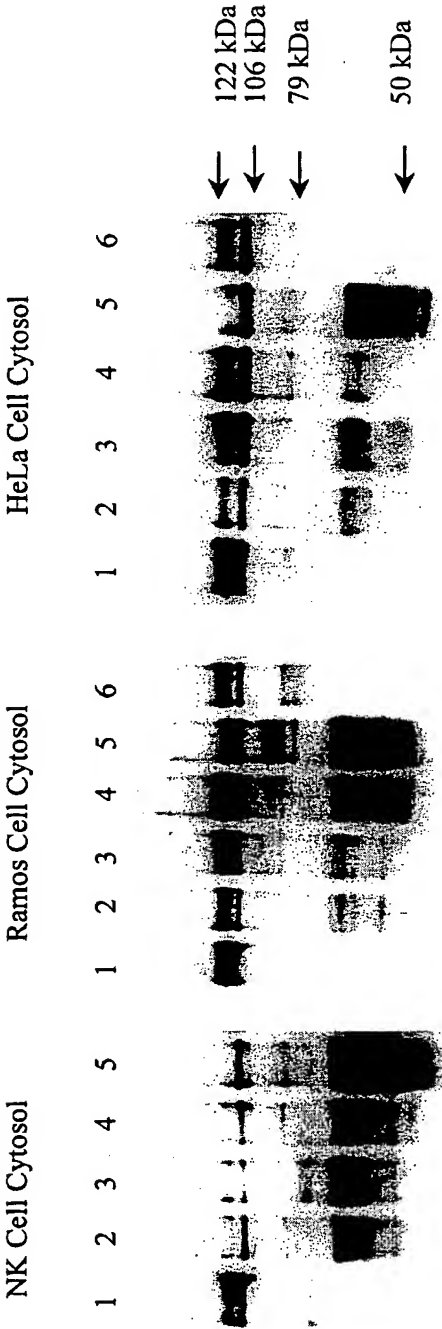 HeLa Cell Cytosol
1 2 3 4 5 6
122 kDa
106 kDa
79 kDa
50 kDa
Ramos Cell Cytosol
1 2 3 4 5 6
NK Cell Cytosol
1 2 3 4 5